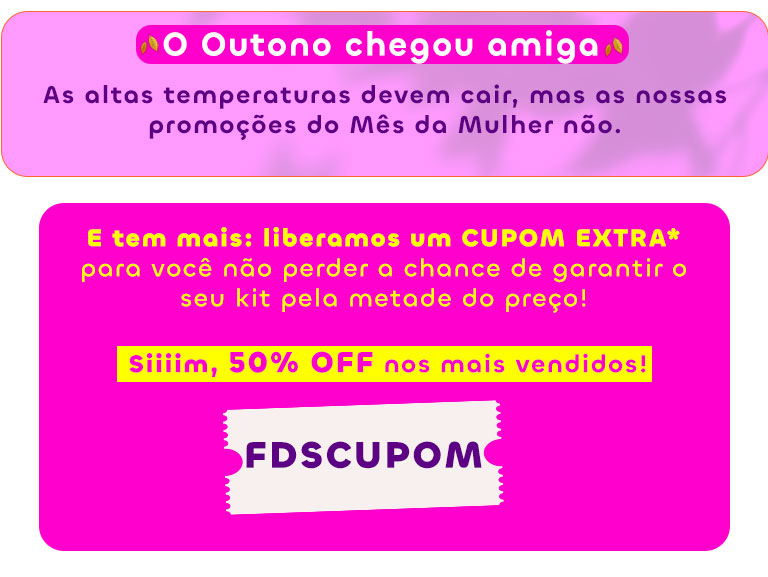 O Outono chegou amiga
As altas temperaturas devem cair, mas as nossas
promoções do Mês da Mulher não.
E tem mais: liberamos um CUPOM EXTRA*
para você não perder a chance de garantir o
seu kit pela metade do preço!
Siiiim, 50% OFF nos mais vendidos!
FDSCUPOM